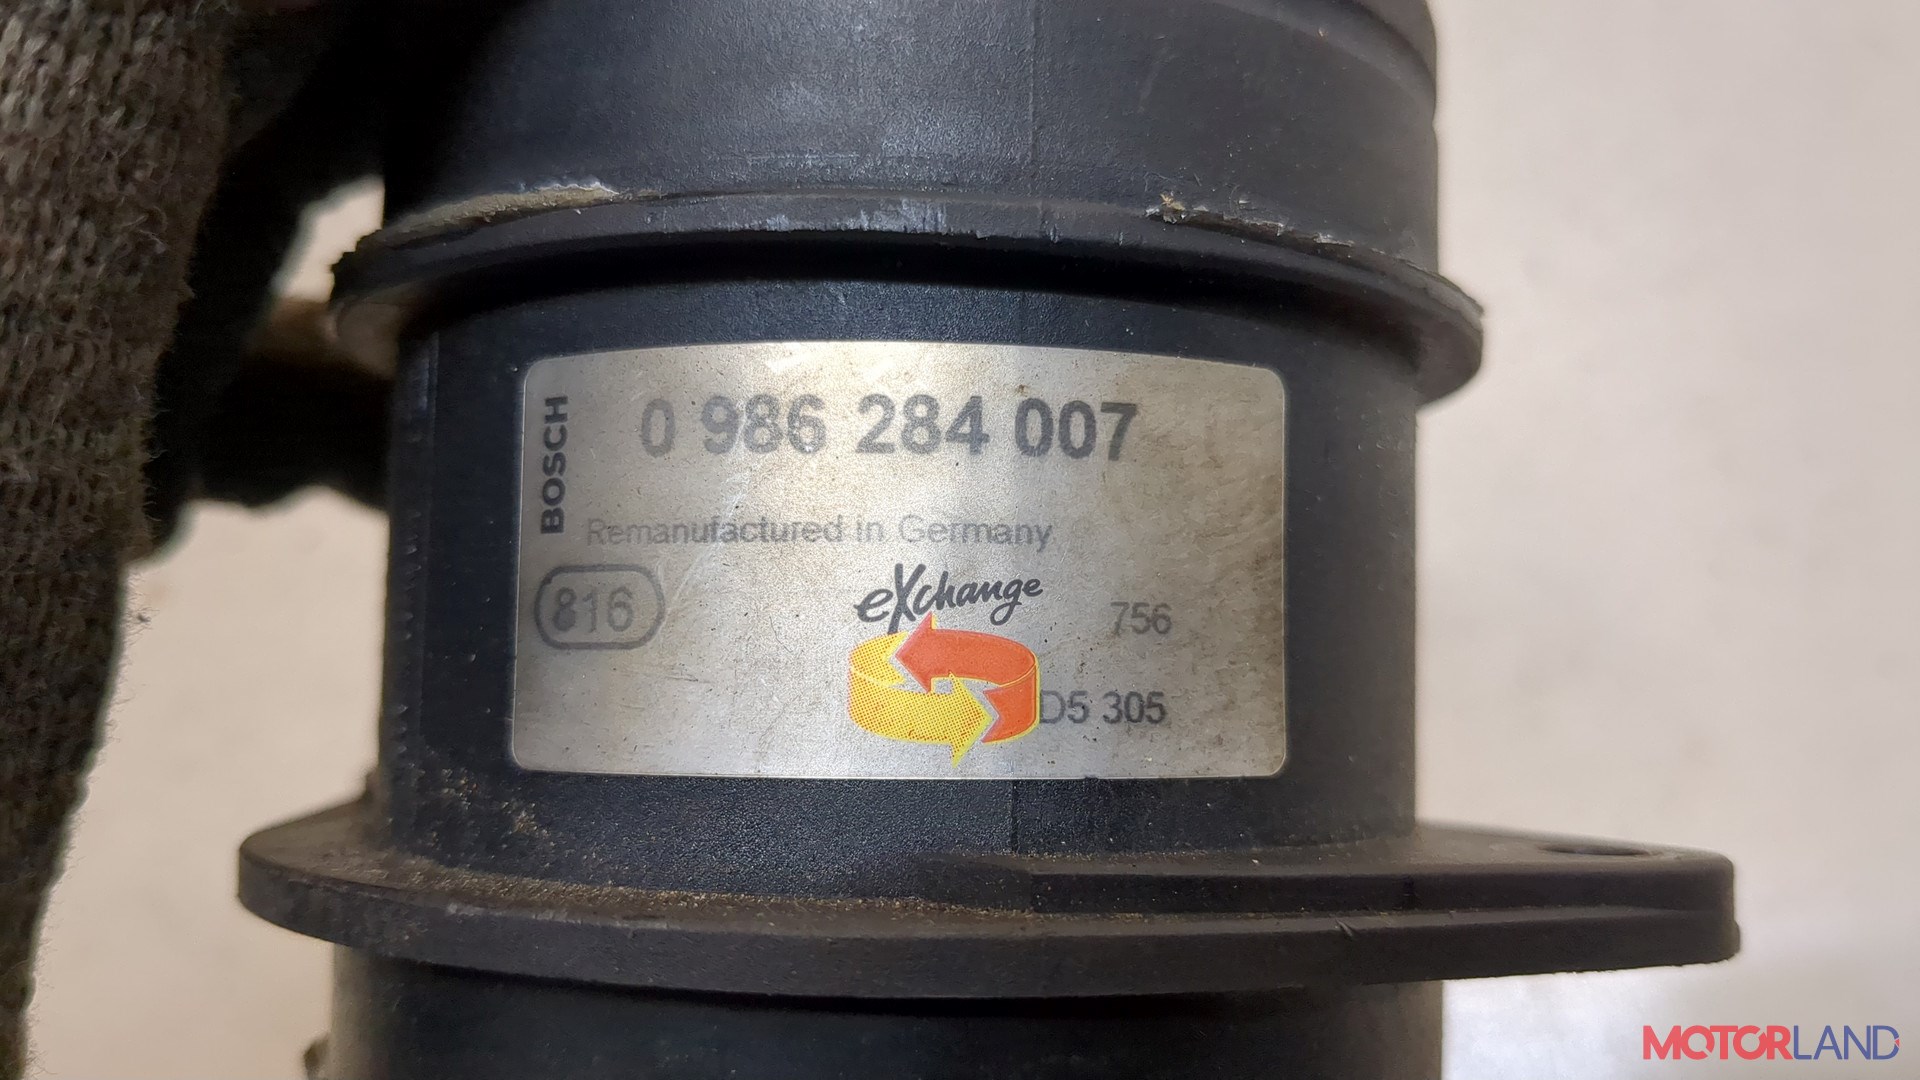 BOSCH
0 986 284 007
Remanufactured in Germany
816
eXchange
756
D5 305
MOTORLAND